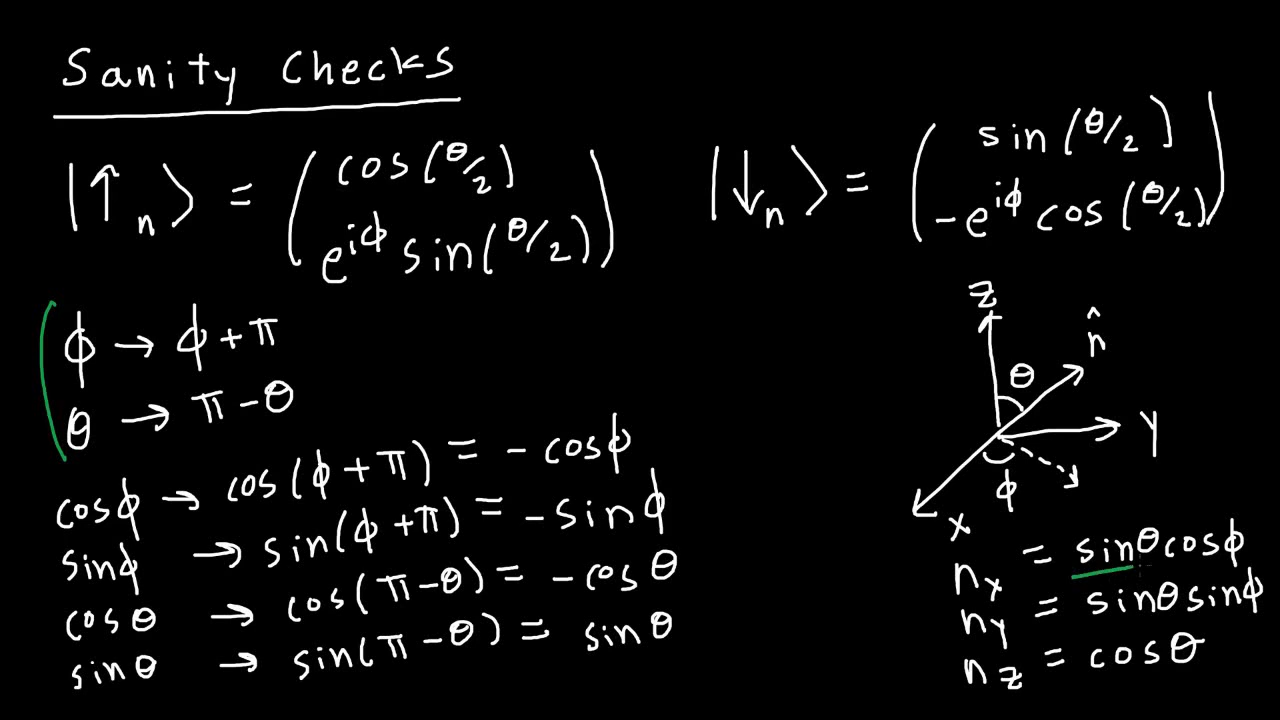 Sanity Checks
|↑n⟩ = ( cos(θ/2)
e^iϕ sin(θ/2) )
|↓n⟩ = ( sin(θ/2)
-e^iϕ cos(θ/2) )
ϕ → ϕ + π
θ → π - θ
cosϕ → cos(ϕ + π) = - cosϕ
sinϕ → sin(ϕ + π) = - sinϕ
cosθ → cos(π - θ) = - cosθ
sinθ → sin(π - θ) = sinθ
z
n̂
θ
y
ϕ
x
nx = sinθcosϕ
ny = sinθsinϕ
nz = cosθ